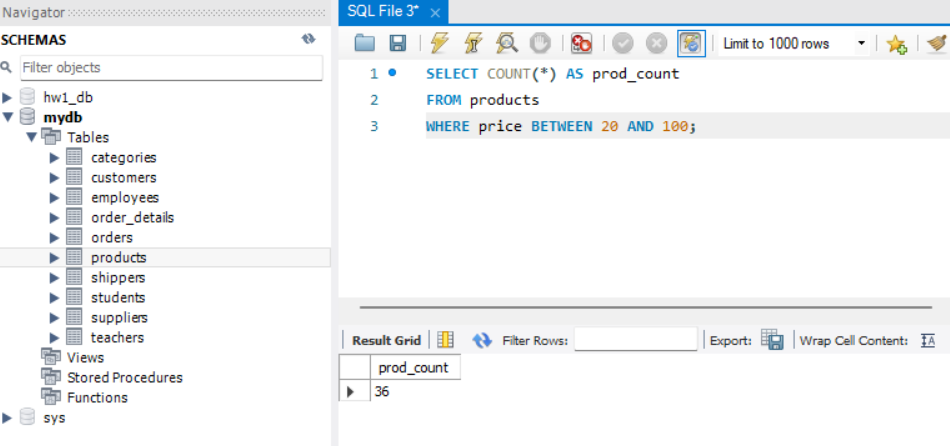 Navigator
SCHEMAS
Filter objects
hw1_db
mydb
Tables
categories
customers
employees
order_details
orders
products
shippers
students
suppliers
teachers
Views
Stored Procedures
Functions
sys
SQL File 3*
Limit to 1000 rows
1 SELECT COUNT(*) AS prod_count
2 FROM products
3 WHERE price BETWEEN 20 AND 100;
Result Grid Filter Rows: Export: Wrap Cell Content:
prod_count
36